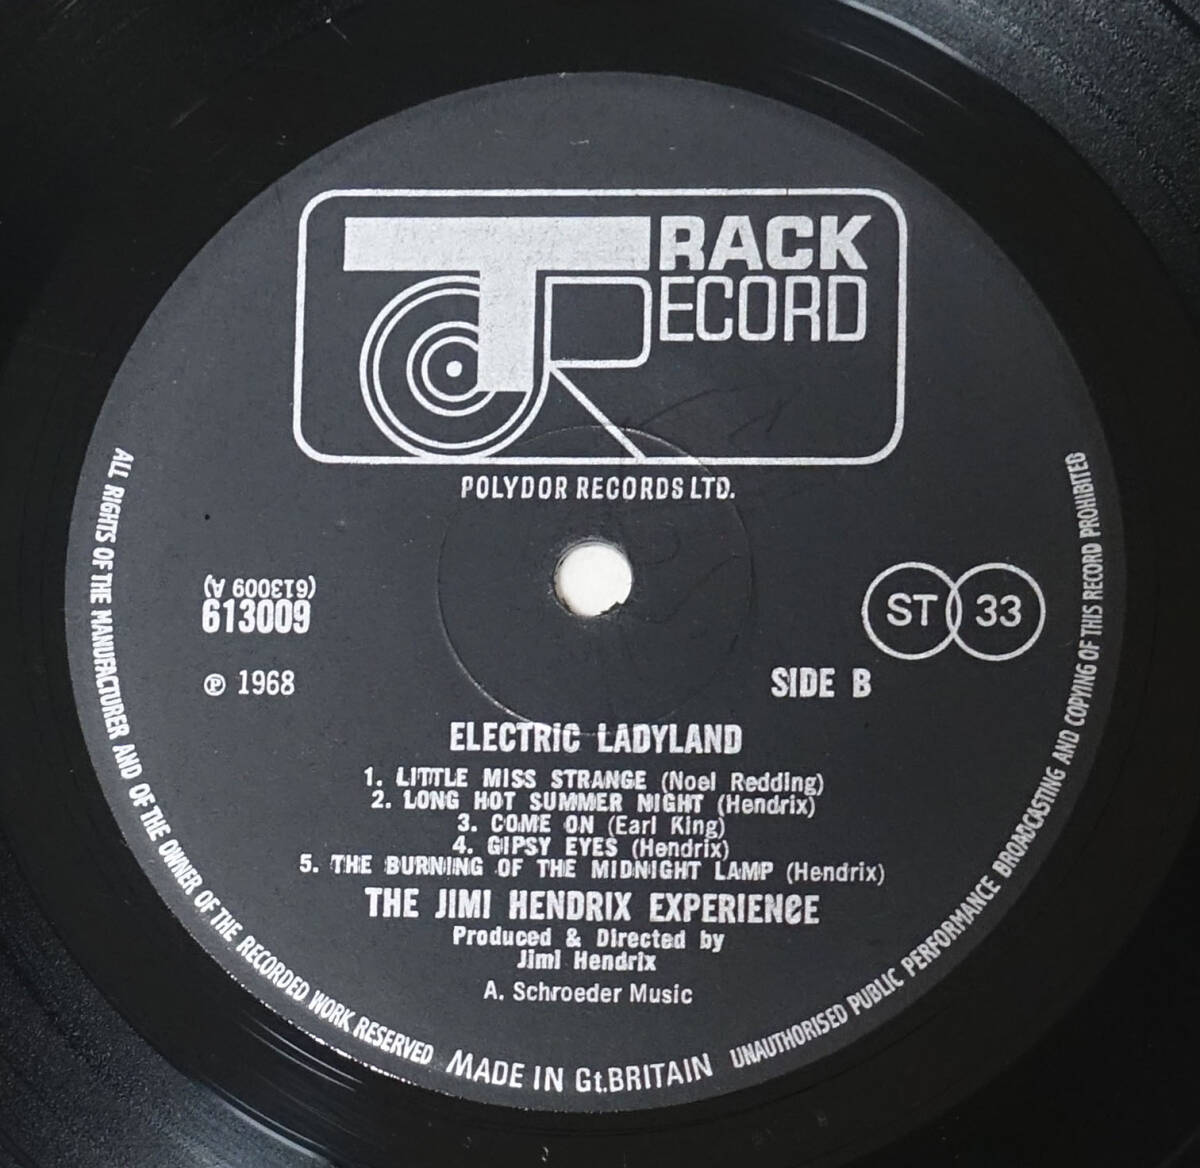 TRACK
RECORD
POLYDOR RECORDS LTD.
(613009 A)
613009
ST 33
℗ 1968
SIDE B
ELECTRIC LADYLAND
1. LITTLE MISS STRANGE (Noel Redding)
2. LONG HOT SUMMER NIGHT (Hendrix)
3. COME ON (Earl King)
4. GIPSY EYES (Hendrix)
5. THE BURNING OF THE MIDNIGHT LAMP (Hendrix)
THE JIMI HENDRIX EXPERIENCE
Produced & Directed by
Jimi Hendrix
A. Schroeder Music
ALL RIGHTS OF THE MANUFACTURER AND OF THE OWNER OF THE RECORDED WORK RESERVED
MADE IN Gt.BRITAIN
UNAUTHORISED PUBLIC PERFORMANCE BROADCASTING AND COPYING OF THIS RECORD PROHIBITED